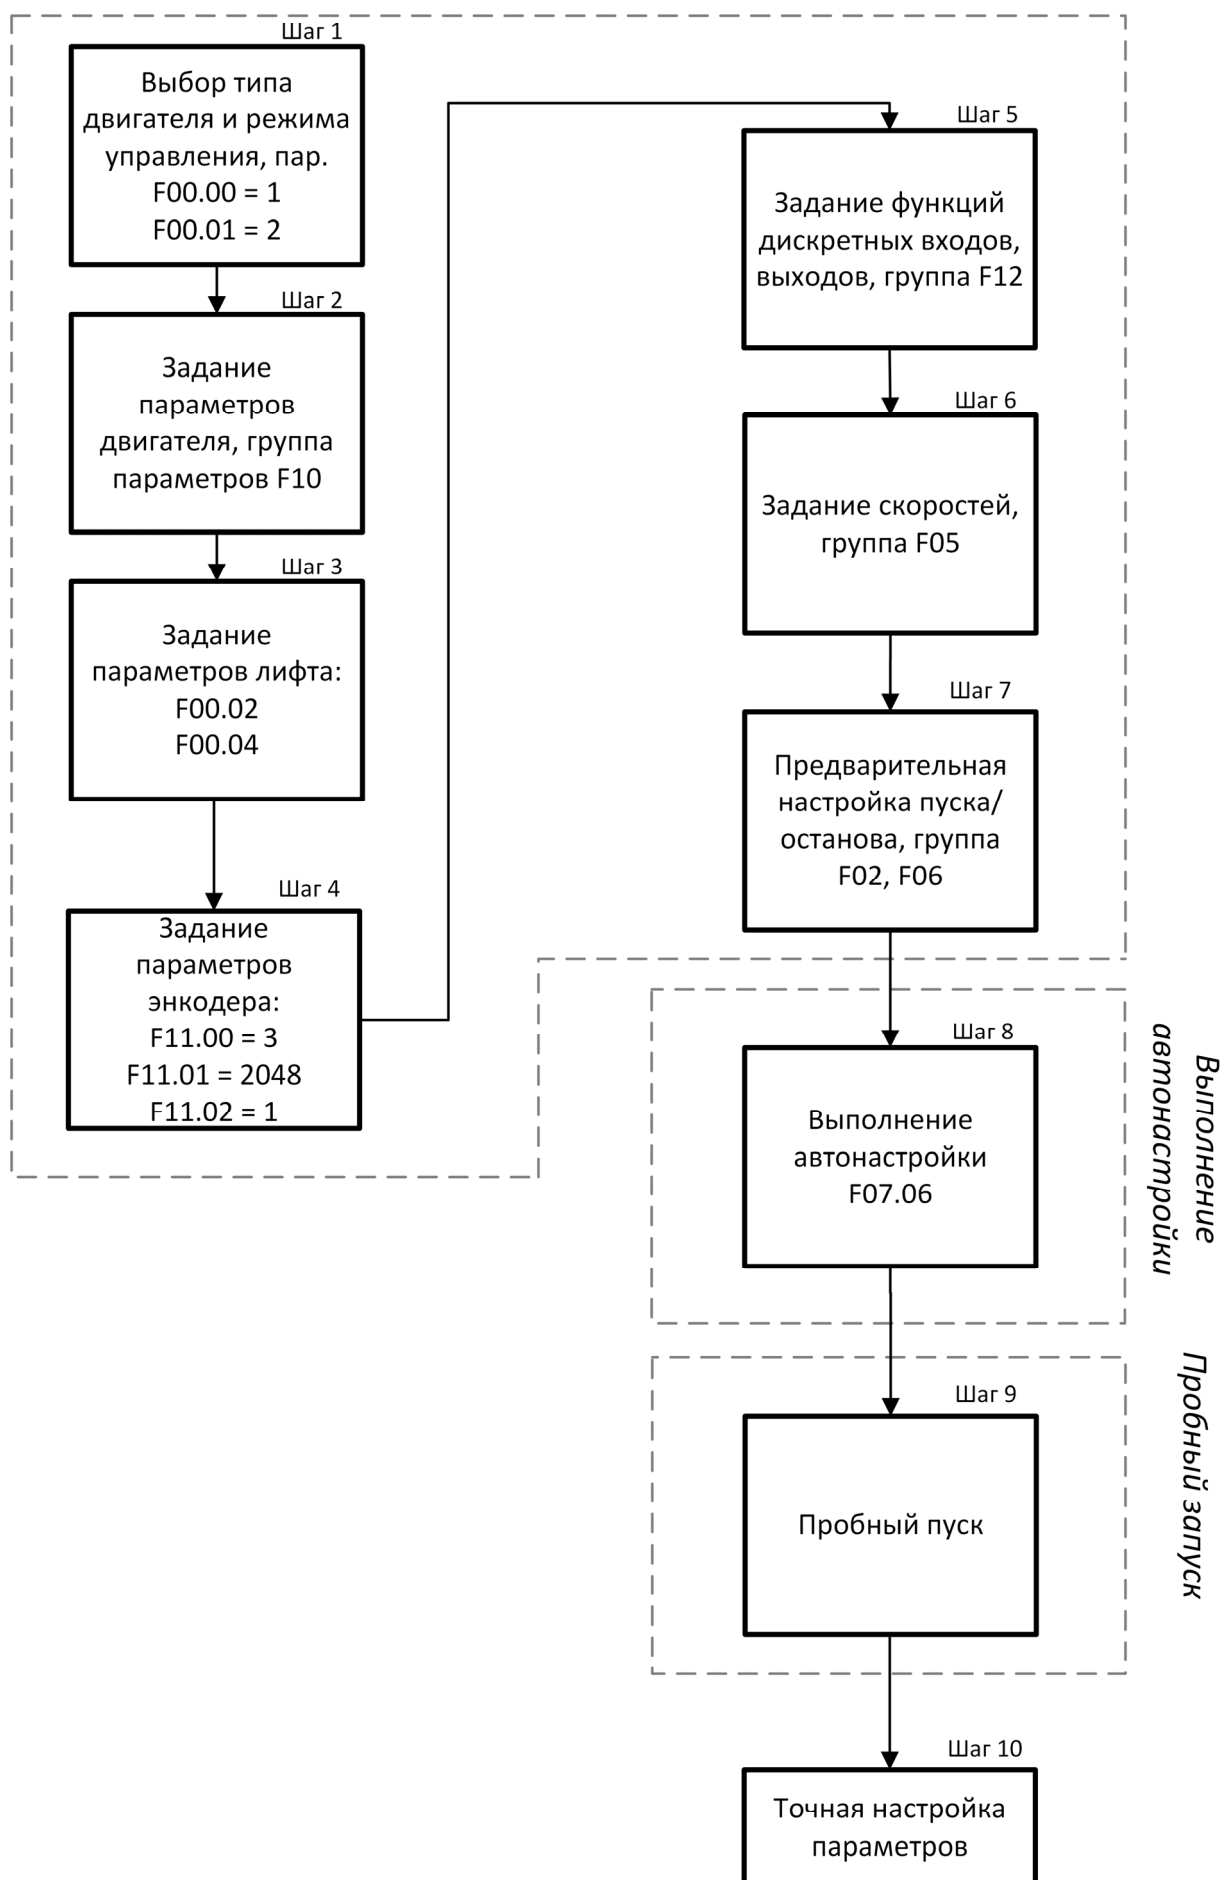 Шаг 1
Выбор типа
двигателя и режима
управления, пар.
F00.00 = 1
F00.01 = 2
Шаг 2
Задание
параметров
двигателя, группа
параметров F10
Шаг 3
Задание
параметров лифта:
F00.02
F00.04
Шаг 4
Задание
параметров
энкодера:
F11.00 = 3
F11.01 = 2048
F11.02 = 1
Шаг 5
Задание функций
дискретных входов,
выходов, группа F12
Шаг 6
Задание скоростей,
группа F05
Шаг 7
Предварительная
настройка пуска/
останова, группа
F02, F06
Шаг 8
Выполнение
автонастройки
F07.06
Выполнение
автонастройки
Шаг 9
Пробный пуск
Пробный запуск
Шаг 10
Точная настройка
параметров